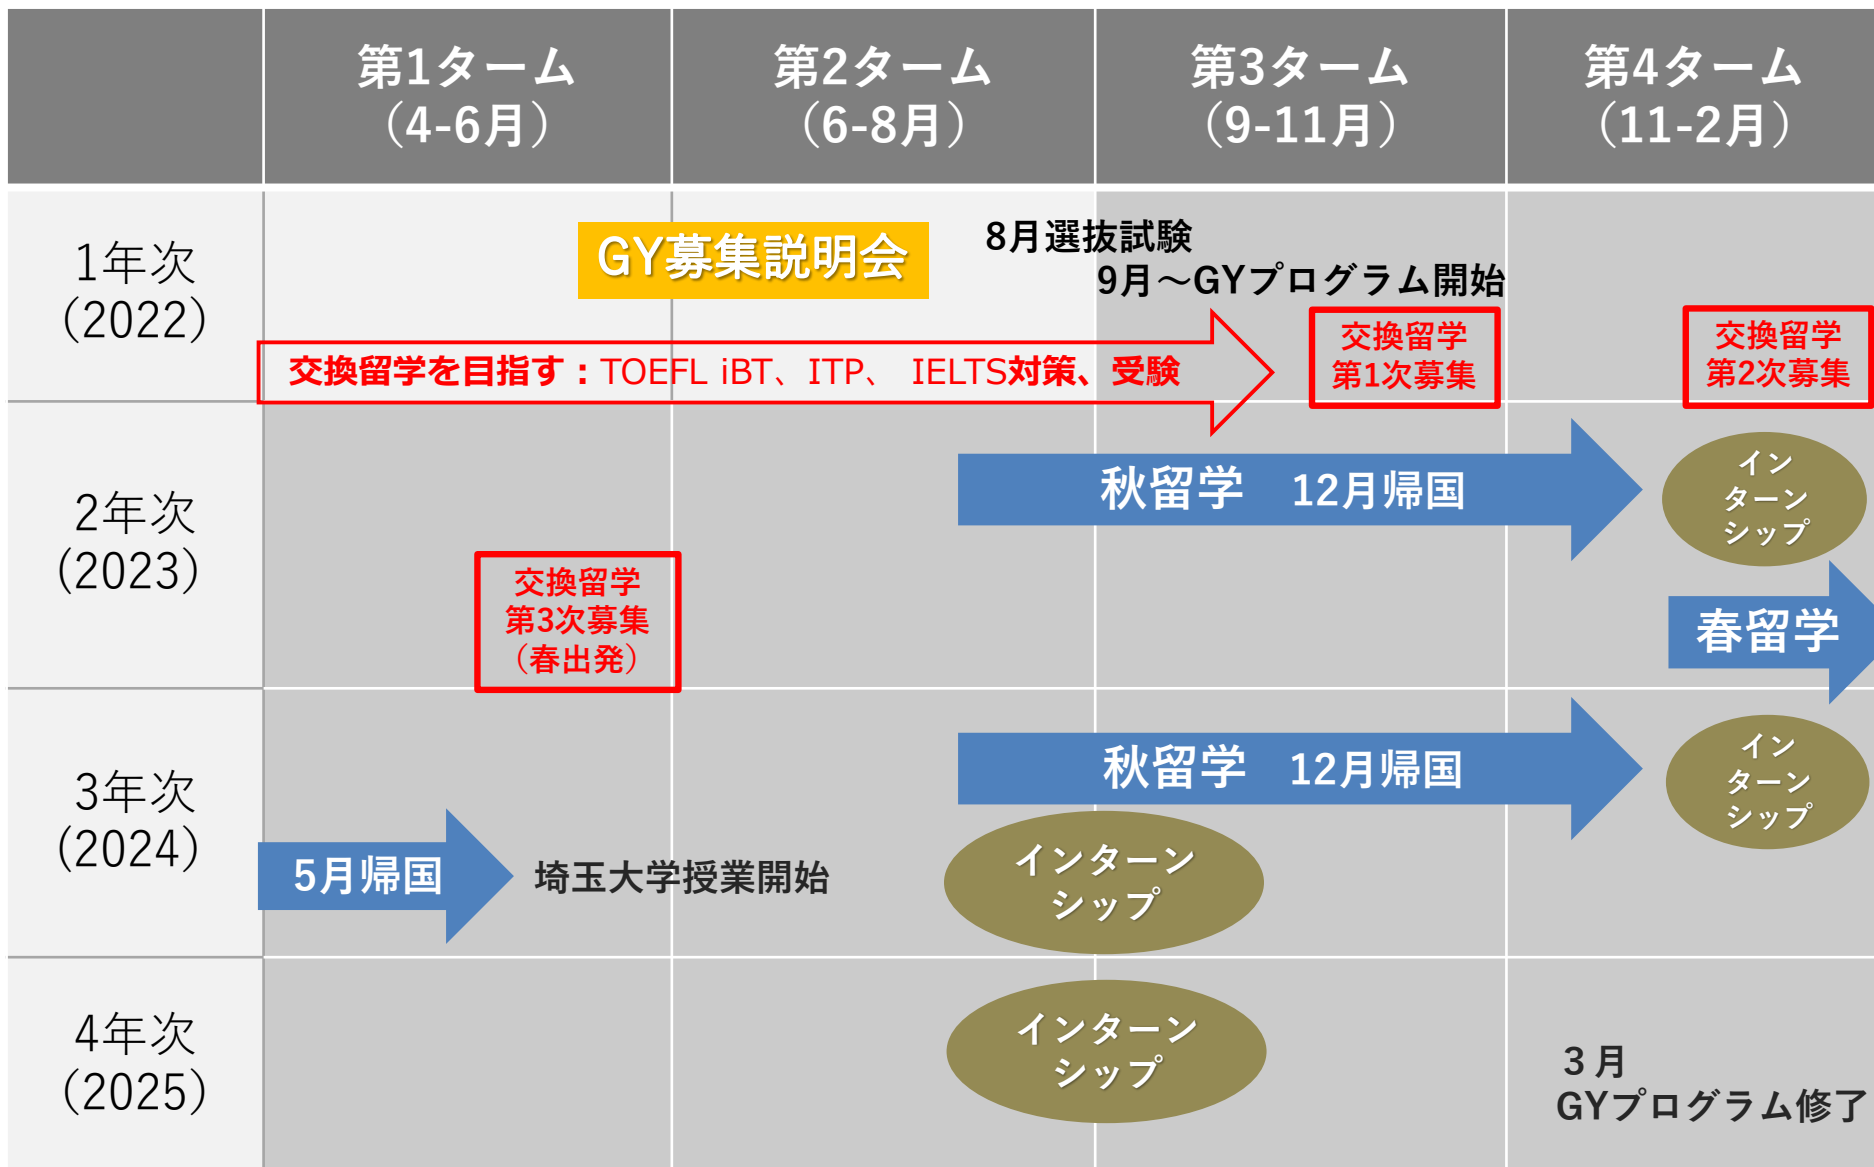 第1ターム
（4-6月）
第2ターム
（6-8月）
第3ターム
（9-11月）
第4ターム
（11-2月）
1年次
（2022）
GY募集説明会
8月選抜試験
9月～GYプログラム開始
交換留学を目指す：TOEFL iBT、ITP、 IELTS対策、受験
交換留学
第1次募集
交換留学
第2次募集
2年次
（2023）
秋留学　12月帰国
イン
ターン
シップ
交換留学
第3次募集
（春出発）
春留学
3年次
（2024）
秋留学　12月帰国
イン
ターン
シップ
5月帰国
埼玉大学授業開始
インターン
シップ
4年次
（2025）
インターン
シップ
３月
GYプログラム修了